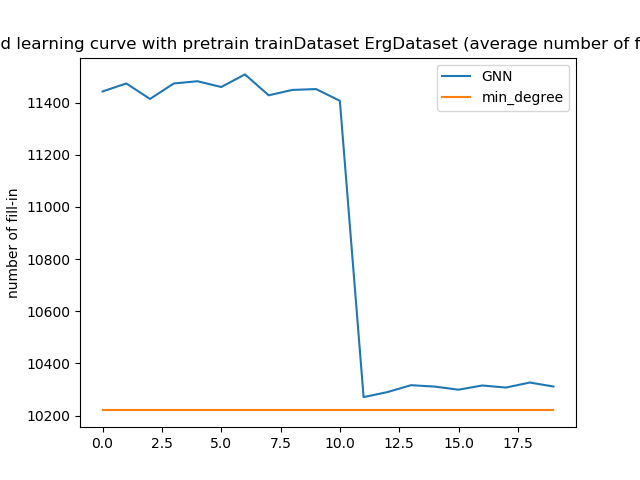 d learning curve with pretrain trainDataset ErgDataset (average number of f
GNN
min_degree
number of fill-in
11400
11200
11000
10800
10600
10400
10200
0.0 2.5 5.0 7.5 10.0 12.5 15.0 17.5